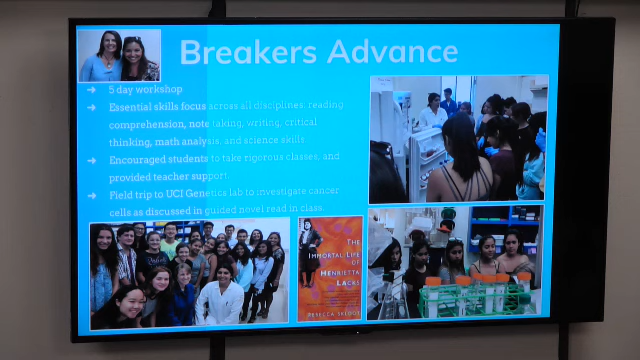 Breakers Advance
➔ 5 day workshop
➔ Essential skills focus across all disciplines: reading
comprehension, note taking, writing, critical
thinking, math analysis, and science skills
➔ Encouraged students to take rigorous classes, and
provided teacher support.
➔ Field trip to UCI Genetics lab to investigate cancer
cells as discussed in guided novel read in class.
THE
IMMORTAL LIFE
OF
HENRIETTA
LACKS
REBECCA SKLOOT